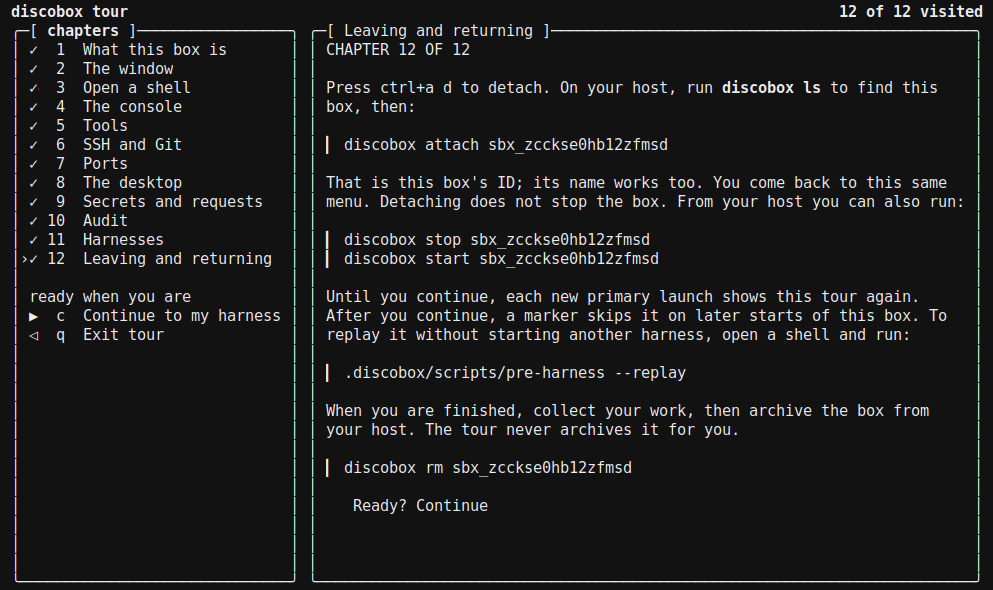 discobox tour
12 of 12 visited
[ chapters ]
✓ 1 What this box is
✓ 2 The window
✓ 3 Open a shell
✓ 4 The console
✓ 5 Tools
✓ 6 SSH and Git
✓ 7 Ports
✓ 8 The desktop
✓ 9 Secrets and requests
✓ 10 Audit
✓ 11 Harnesses
›✓ 12 Leaving and returning
ready when you are
▶ c Continue to my harness
◁ q Exit tour
[ Leaving and returning ]
CHAPTER 12 OF 12
Press ctrl+a d to detach. On your host, run discobox ls to find this
box, then:
discobox attach sbx_zcckse0hb12zfmsd
That is this box's ID; its name works too. You come back to this same
menu. Detaching does not stop the box. From your host you can also run:
discobox stop sbx_zcckse0hb12zfmsd
discobox start sbx_zcckse0hb12zfmsd
Until you continue, each new primary launch shows this tour again.
After you continue, a marker skips it on later starts of this box. To
replay it without starting another harness, open a shell and run:
.discobox/scripts/pre-harness --replay
When you are finished, collect your work, then archive the box from
your host. The tour never archives it for you.
discobox rm sbx_zcckse0hb12zfmsd
Ready? Continue